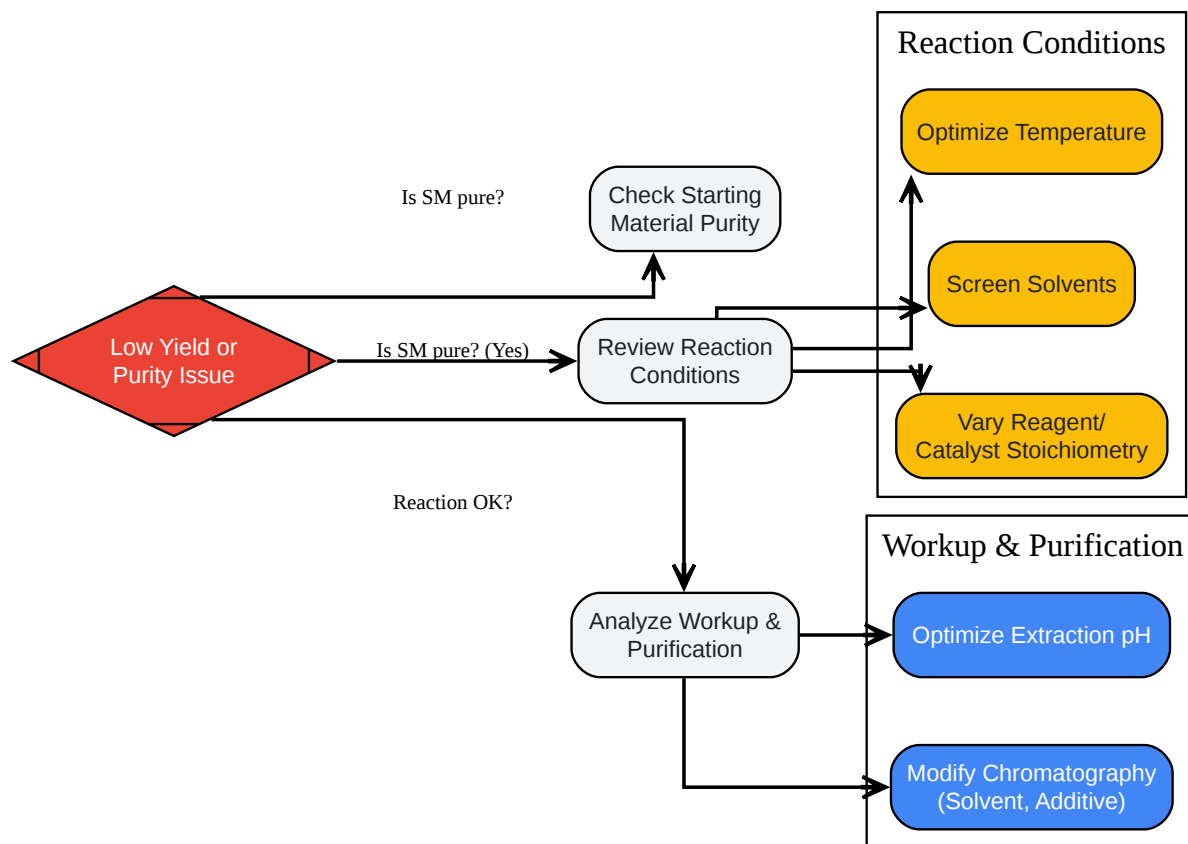 Reaction Conditions
Optimize Temperature
Is SM pure?
Check Starting
Material Purity
Screen Solvents
Low Yield or
Purity Issue
Is SM pure? (Yes)
Review Reaction
Conditions
Vary Reagent/
Catalyst Stoichiometry
Reaction OK?
Workup & Purification
Analyze Workup &
Purification
Optimize Extraction pH
Modify Chromatography
(Solvent, Additive)